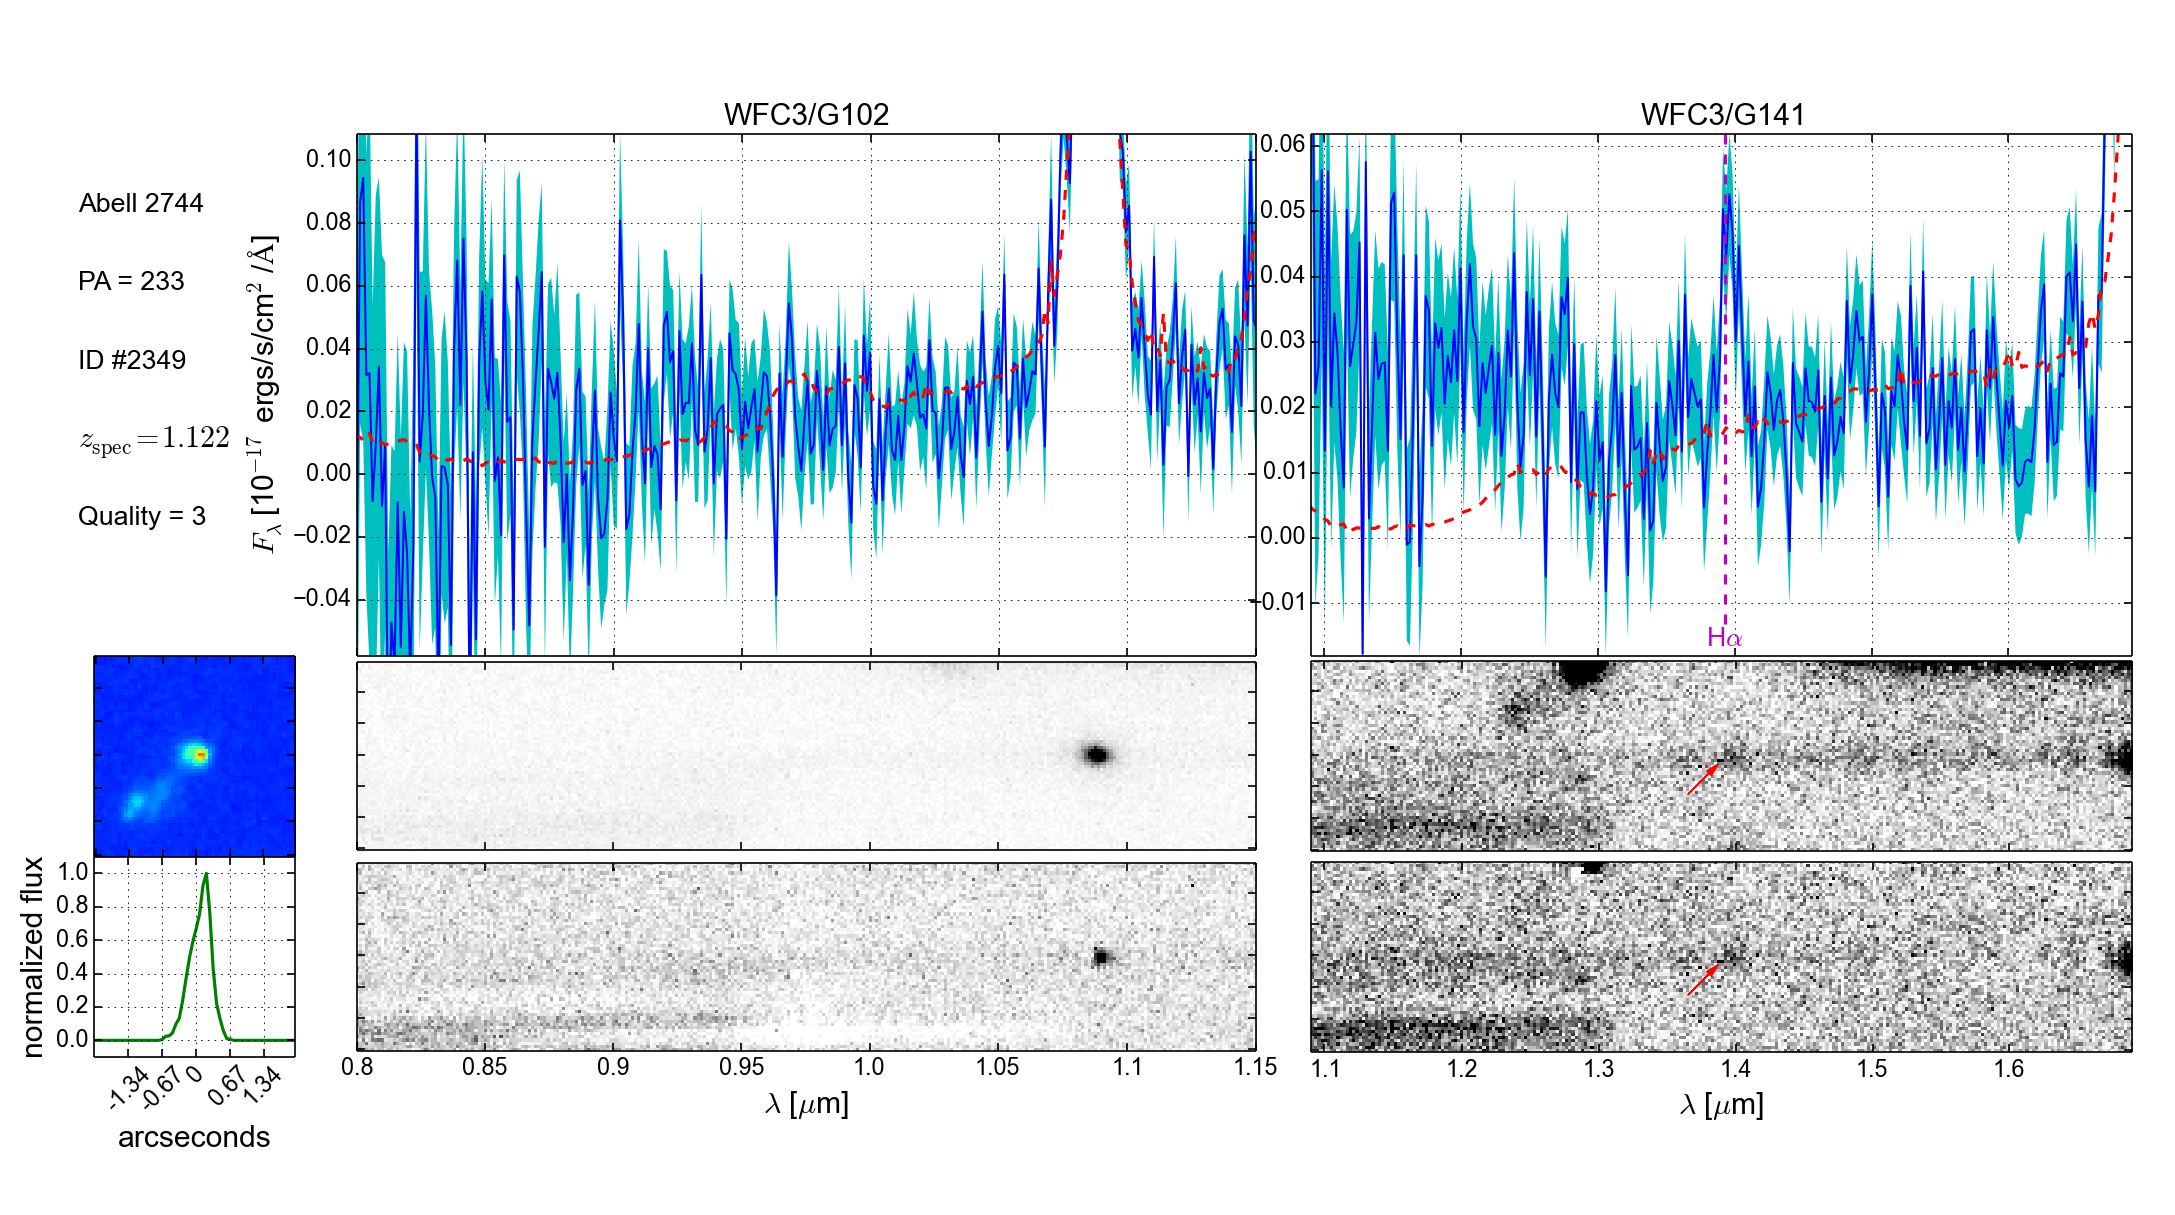 WFC3/G102
WFC3/G141
Abell 2744
PA = 233
ID #2349
z_spec = 1.122
Quality = 3
F_λ [10^−17 ergs/s/cm^2 /Å]
0.10
0.08
0.06
0.04
0.02
0.00
−0.02
−0.04
0.06
0.05
0.04
0.03
0.02
0.01
0.00
−0.01
Hα
normalized flux
1.0
0.8
0.6
0.4
0.2
0.0
-1.34 -0.67 0 0.67 1.34
arcseconds
0.8 0.85 0.9 0.95 1.0 1.05 1.1 1.15
λ [μm]
1.1 1.2 1.3 1.4 1.5 1.6
λ [μm]